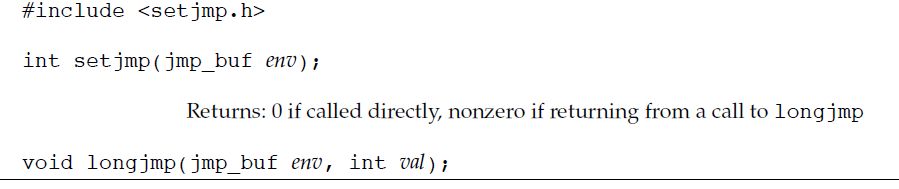 #include <setjmp.h>
int setjmp(jmp_buf env);
Returns: 0 if called directly, nonzero if returning from a call to longjmp
void longjmp(jmp_buf env, int val);